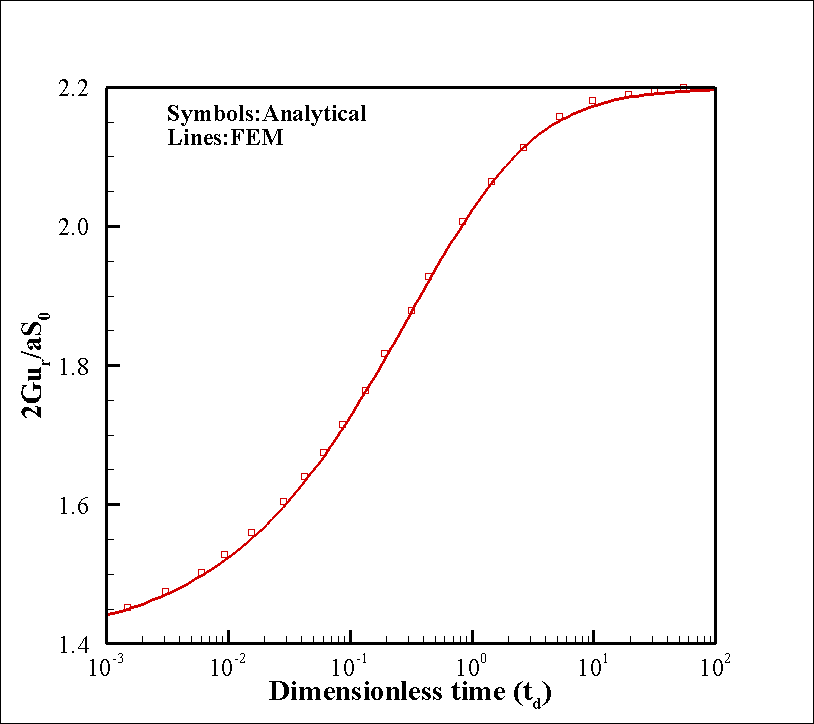 Symbols:Analytical
Lines:FEM
2.2
2.0
1.8
1.6
1.4
2Gu_r/aS_0
10^-3
10^-2
10^-1
10^0
10^1
10^2
Dimensionless time (t_d)